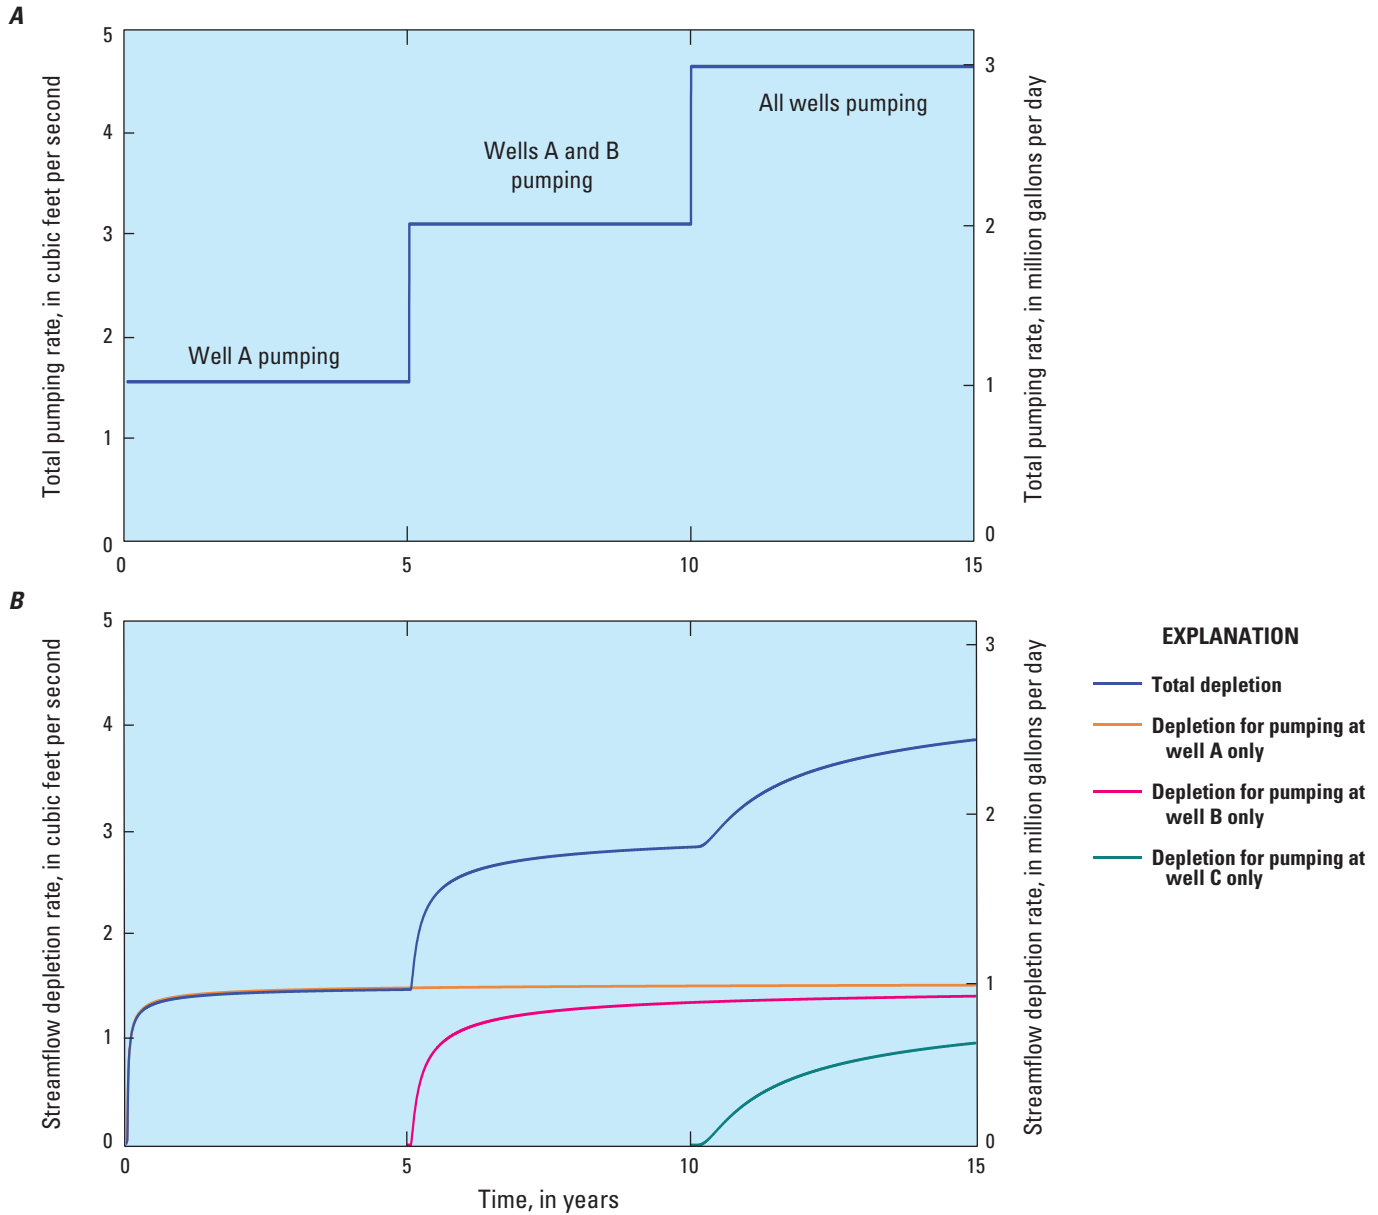 A
Total pumping rate, in cubic feet per second
5
4
3
2
1
0
Well A pumping
Wells A and B
pumping
All wells pumping
3
2
1
0
Total pumping rate, in million gallons per day
0
5
10
15
B
Streamflow depletion rate, in cubic feet per second
5
4
3
2
1
0
3
2
1
0
Streamflow depletion rate, in million gallons per day
0
5
10
15
Time, in years
EXPLANATION
Total depletion
Depletion for pumping at
well A only
Depletion for pumping at
well B only
Depletion for pumping at
well C only